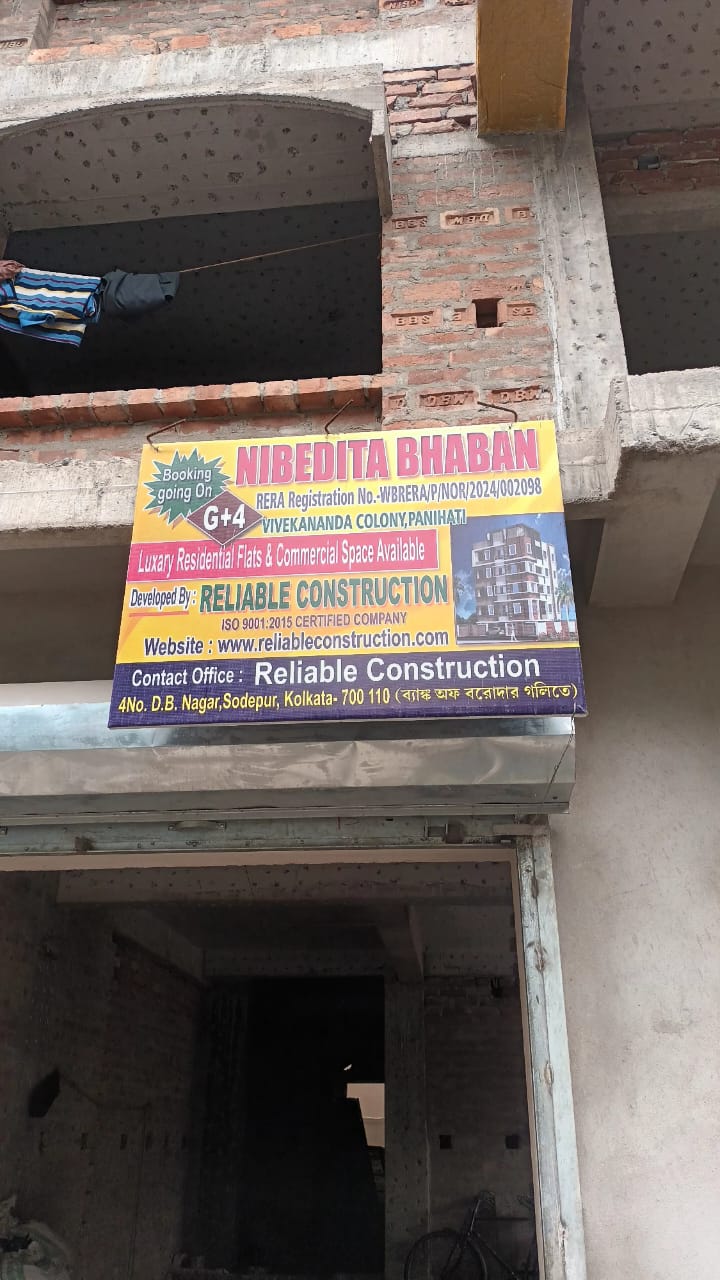 NIBEDITA BHABAN
Booking
going On
RERA Registration No.-WBRERA/P/NOR/2024/002098
G+4
VIVEKANANDA COLONY,PANIHATI
Luxary Residential Flats & Commercial Space Available
Developed By : RELIABLE CONSTRUCTION
ISO 9001:2015 CERTIFIED COMPANY
Website : www.reliableconstruction.com
Contact Office : Reliable Construction
4No. D.B. Nagar,Sodepur, Kolkata- 700 110 (ব্যাঙ্ক অফ বরোদার গলিতে)